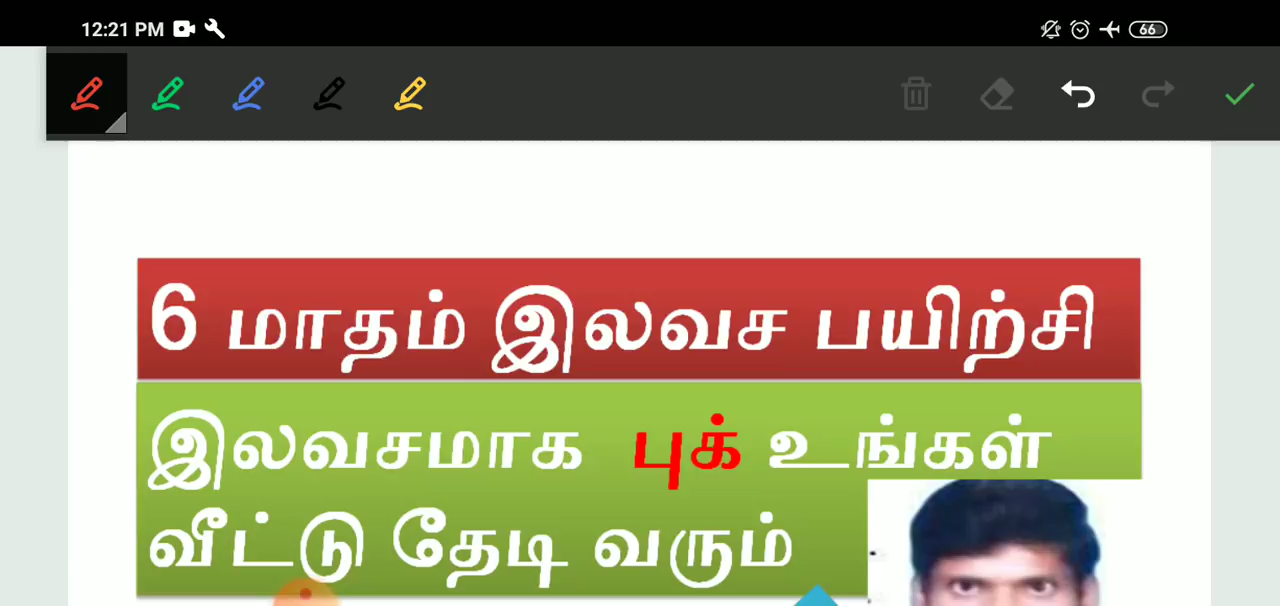 12:21 PM
66
6 மாதம் இலவச பயிற்சி
இலவசமாக புக் உங்கள்
வீட்டு தேடி வரும்